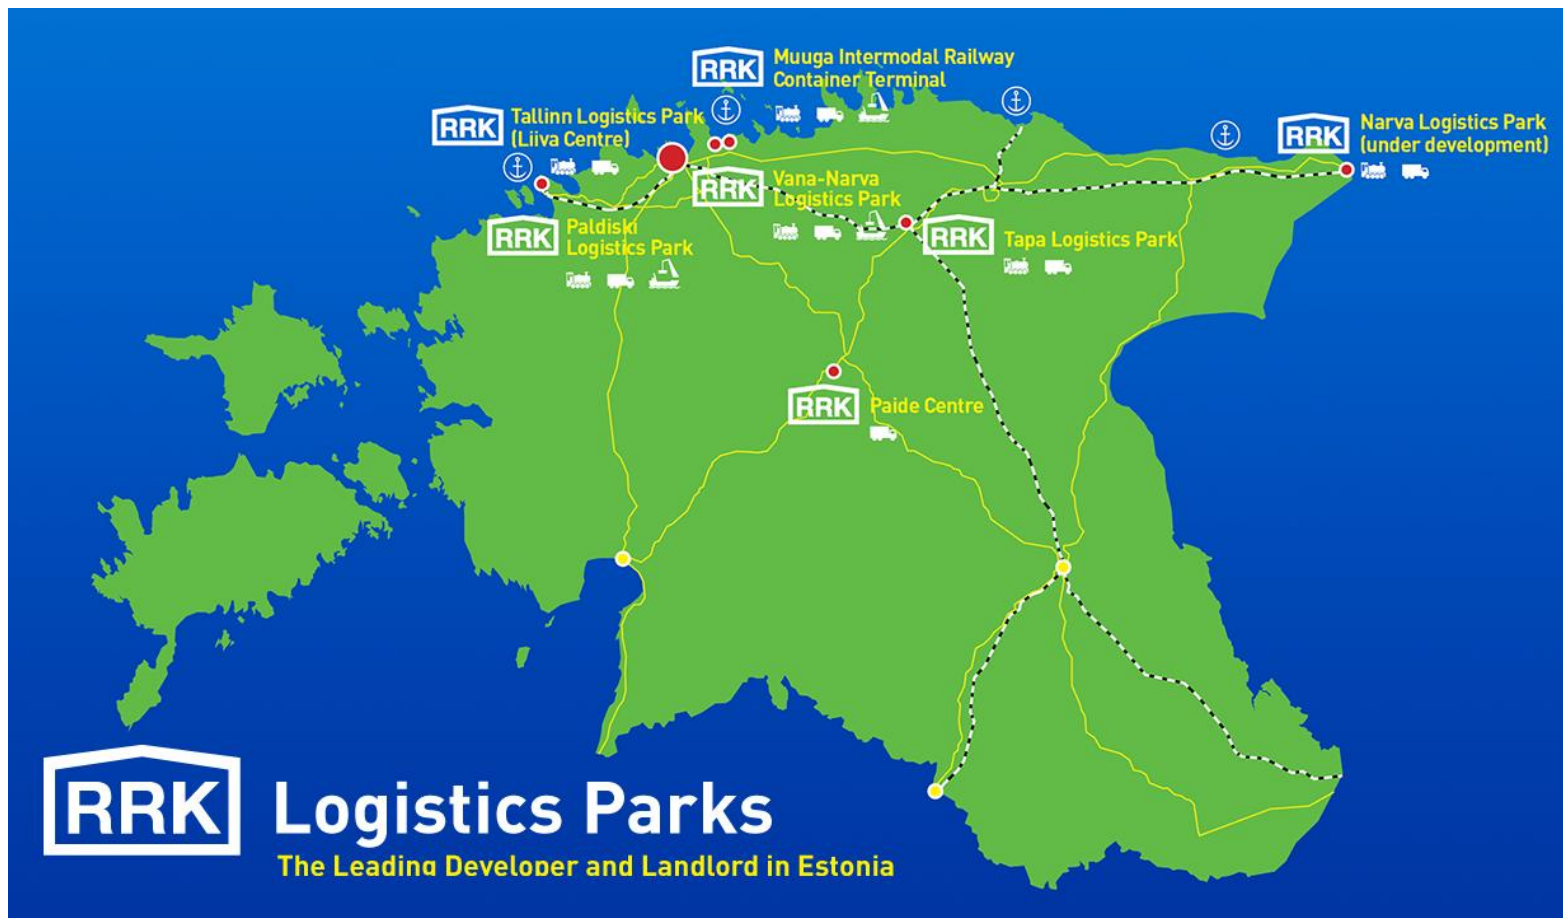 RRK
Muuga Intermodal Railway
Container Terminal
RRK
Tallinn Logistics Park
(Liiva Centre)
RRK
Narva Logistics Park
(under development)
RRK
Vana-Narva
Logistics Park
RRK
Paldiski
Logistics Park
RRK
Tapa Logistics Park
RRK
Paide Centre
RRK
Logistics Parks
The Leading Developer and Landlord in Estonia